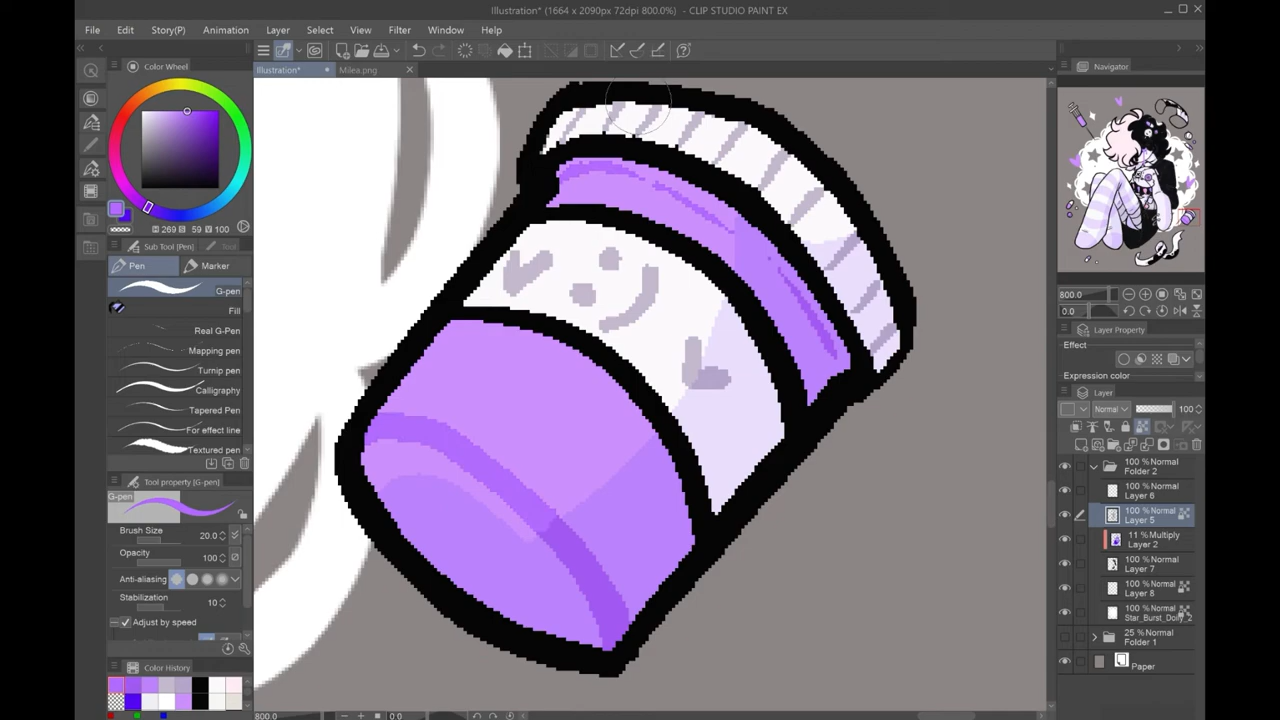 Illustration* (1664 x 2090px 72dpi 800.0%) - CLIP STUDIO PAINT EX
File Edit Story(P) Animation Layer Select View Filter Window Help
Illustration* Milea.png
Color Wheel
H 269 S 59 V 100
Sub Tool [Pen] Tool
Pen Marker
G-pen
Fill
Real G-Pen
Mapping pen
Turnip pen
Calligraphy
Tapered Pen
For effect line
Textured pen
Tool property [G-pen]
G-pen
Brush Size 20.0
Opacity 100
Anti-aliasing
Stabilization 10
Adjust by speed
Color History
800.0 0.0
Navigator
800.0
0.0
Layer Property
Effect
Expression color
Layer
Normal 100
100 % Normal
Folder 2
100 % Normal
Layer 6
100 % Normal
Layer 5
11 % Multiply
Layer 2
100 % Normal
Layer 7
100 % Normal
Layer 8
100 % Normal
25 % Normal
Folder 1
Paper